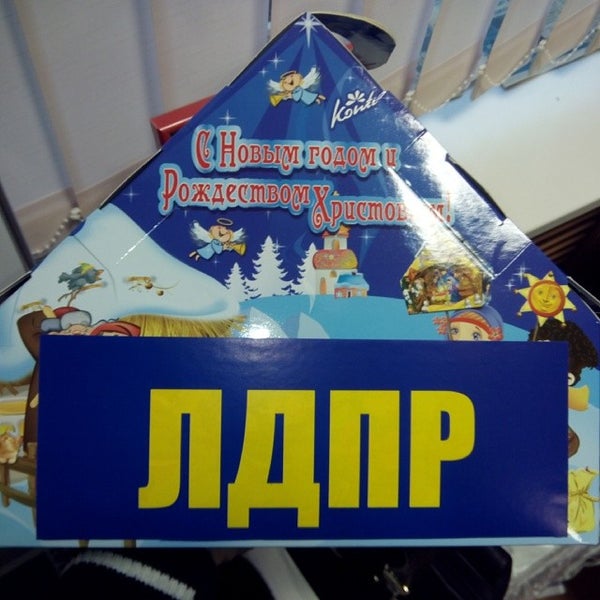 С Новым годом и
Рождеством Христовым!
ЛДПР